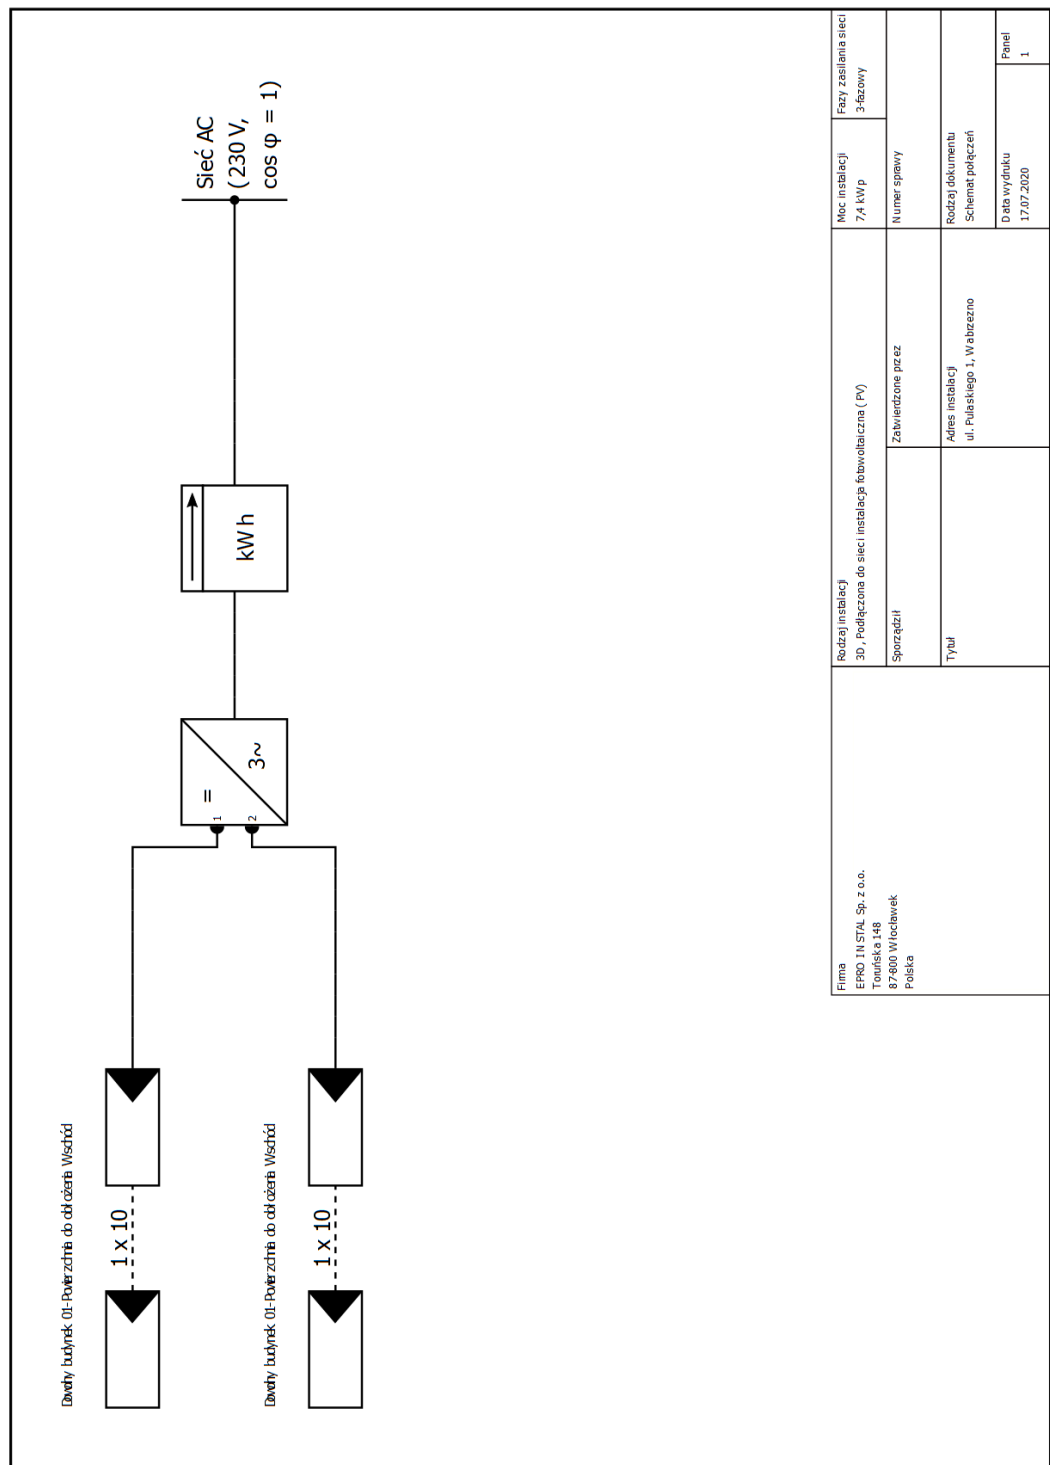 Sieć AC
(230 V,
cos φ = 1)
kWh
=
3~
1
2
Dowolny budynek 01-Powierzchnia do obłożenia Wschód
1 x 10
Dowolny budynek 01-Powierzchnia do obłożenia Wschód
1 x 10
Firma
EPRO INSTAL Sp. z o.o.
Toruńska 148
87-800 Włocławek
Polska
Rodzaj instalacji
3D, Podłączona do sieci instalacja fotowoltaiczna (PV)
Moc instalacji
7,4 kWp
Fazy zasilania sieci
3-fazowy
Sporządził
Zatwierdzone przez
Numer sprawy
Tytuł
Adres instalacji
ul. Pulaskiego 1, Wabrzezno
Rodzaj dokumentu
Schemat połączeń
Data wydruku
17.07.2020
Panel
1